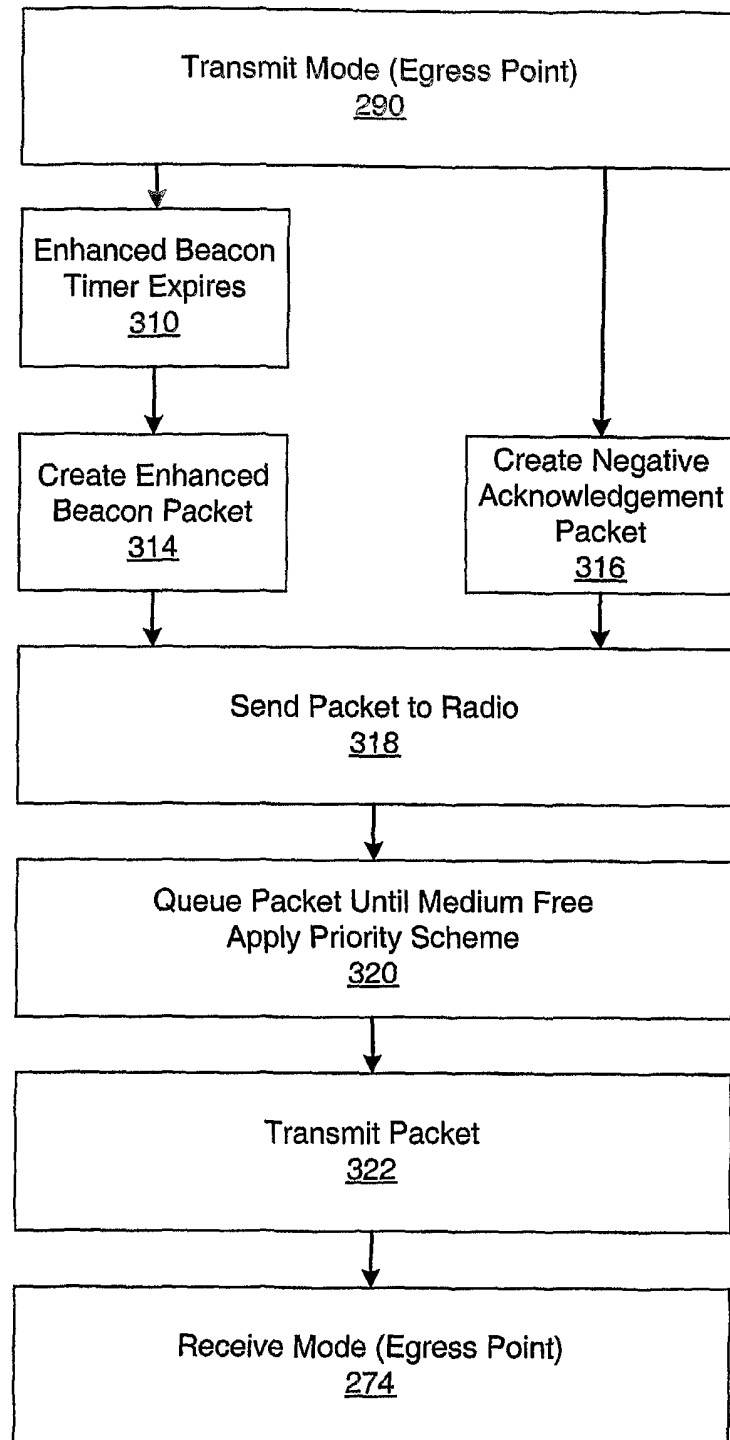 Transmit Mode (Egress Point)
290
Enhanced Beacon
Timer Expires
310
Create Enhanced
Beacon Packet
314
Create Negative
Acknowledgement
Packet
316
Send Packet to Radio
318
Queue Packet Until Medium Free
Apply Priority Scheme
320
Transmit Packet
322
Receive Mode (Egress Point)
274